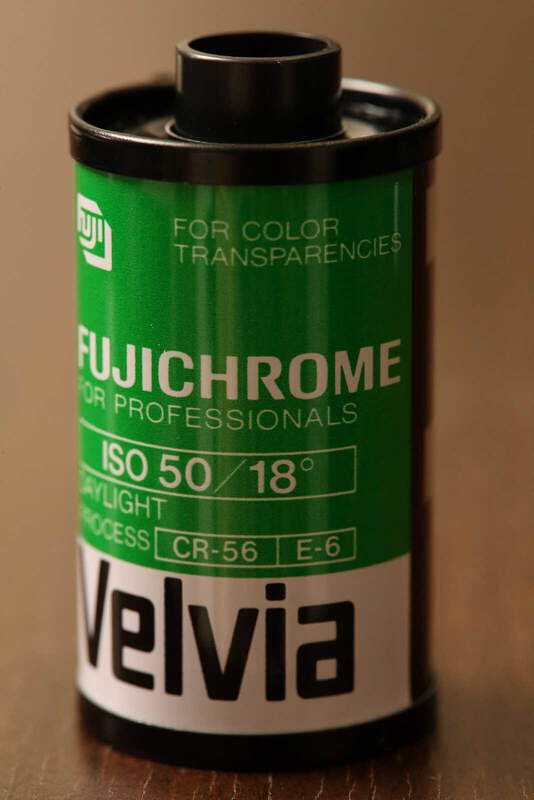 FUJI
FOR COLOR
TRANSPARENCIES
FUJICHROME
FOR PROFESSIONALS
ISO 50/18°
DAYLIGHT
PROCESS CR-56 E-6
Velvia